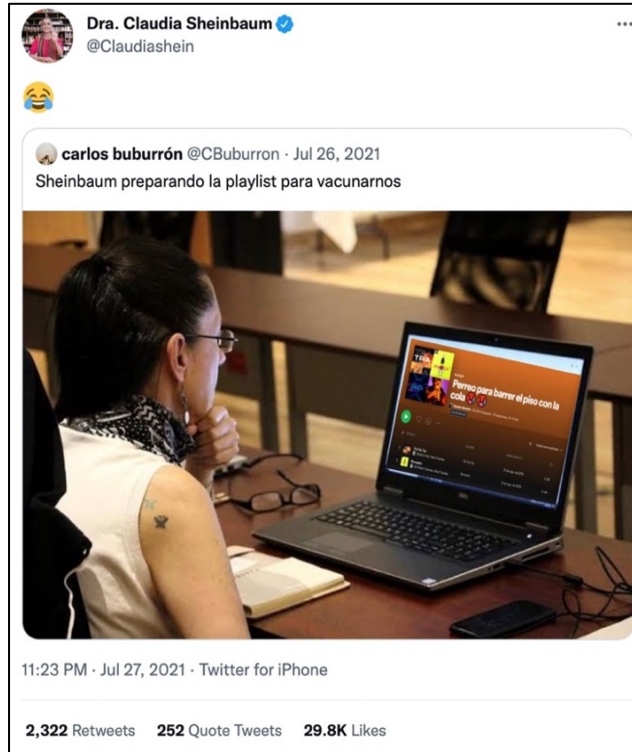 Dra. Claudia Sheinbaum
@Claudiashein
😂
carlos buburrón @CBuburron · Jul 26, 2021
Sheinbaum preparando la playlist para vacunarnos
TRA
Perreo para barrer el piso con la
cola
DELL
11:23 PM · Jul 27, 2021 · Twitter for iPhone
2,322 Retweets 252 Quote Tweets 29.8K Likes